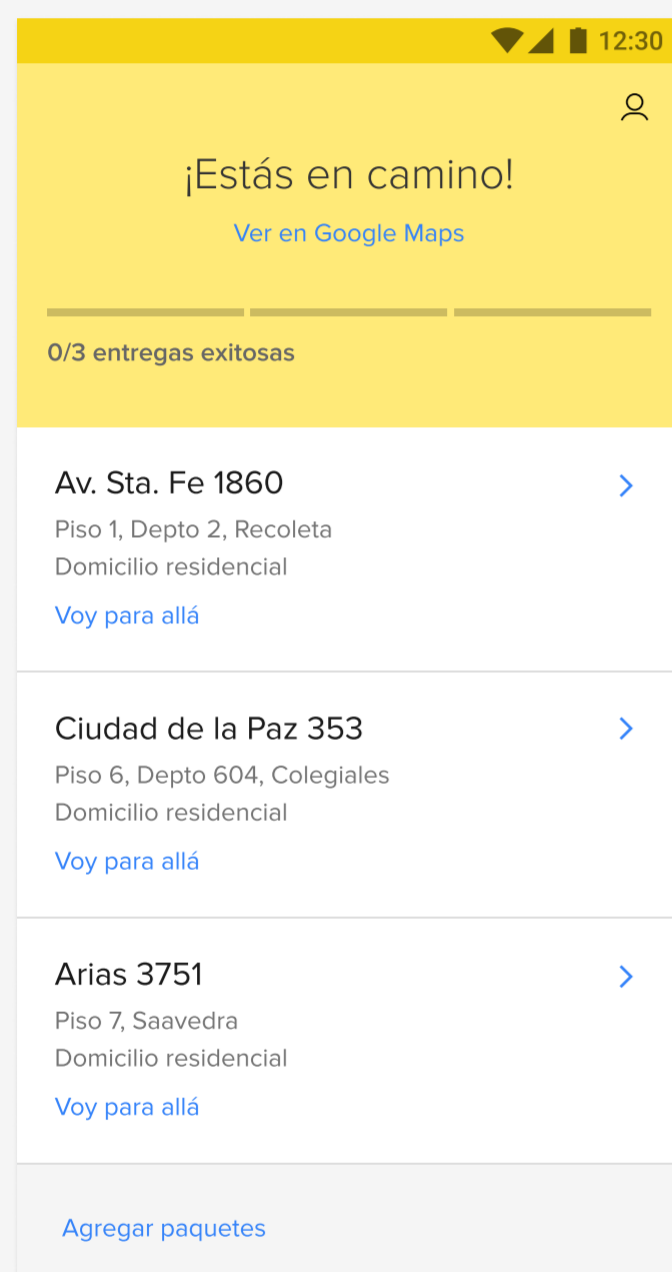 12:30
¡Estás en camino!
Ver en Google Maps
0/3 entregas exitosas
Av. Sta. Fe 1860
Piso 1, Depto 2, Recoleta
Domicilio residencial
Voy para allá
Ciudad de la Paz 353
Piso 6, Depto 604, Colegiales
Domicilio residencial
Voy para allá
Arias 3751
Piso 7, Saavedra
Domicilio residencial
Voy para allá
Agregar paquetes